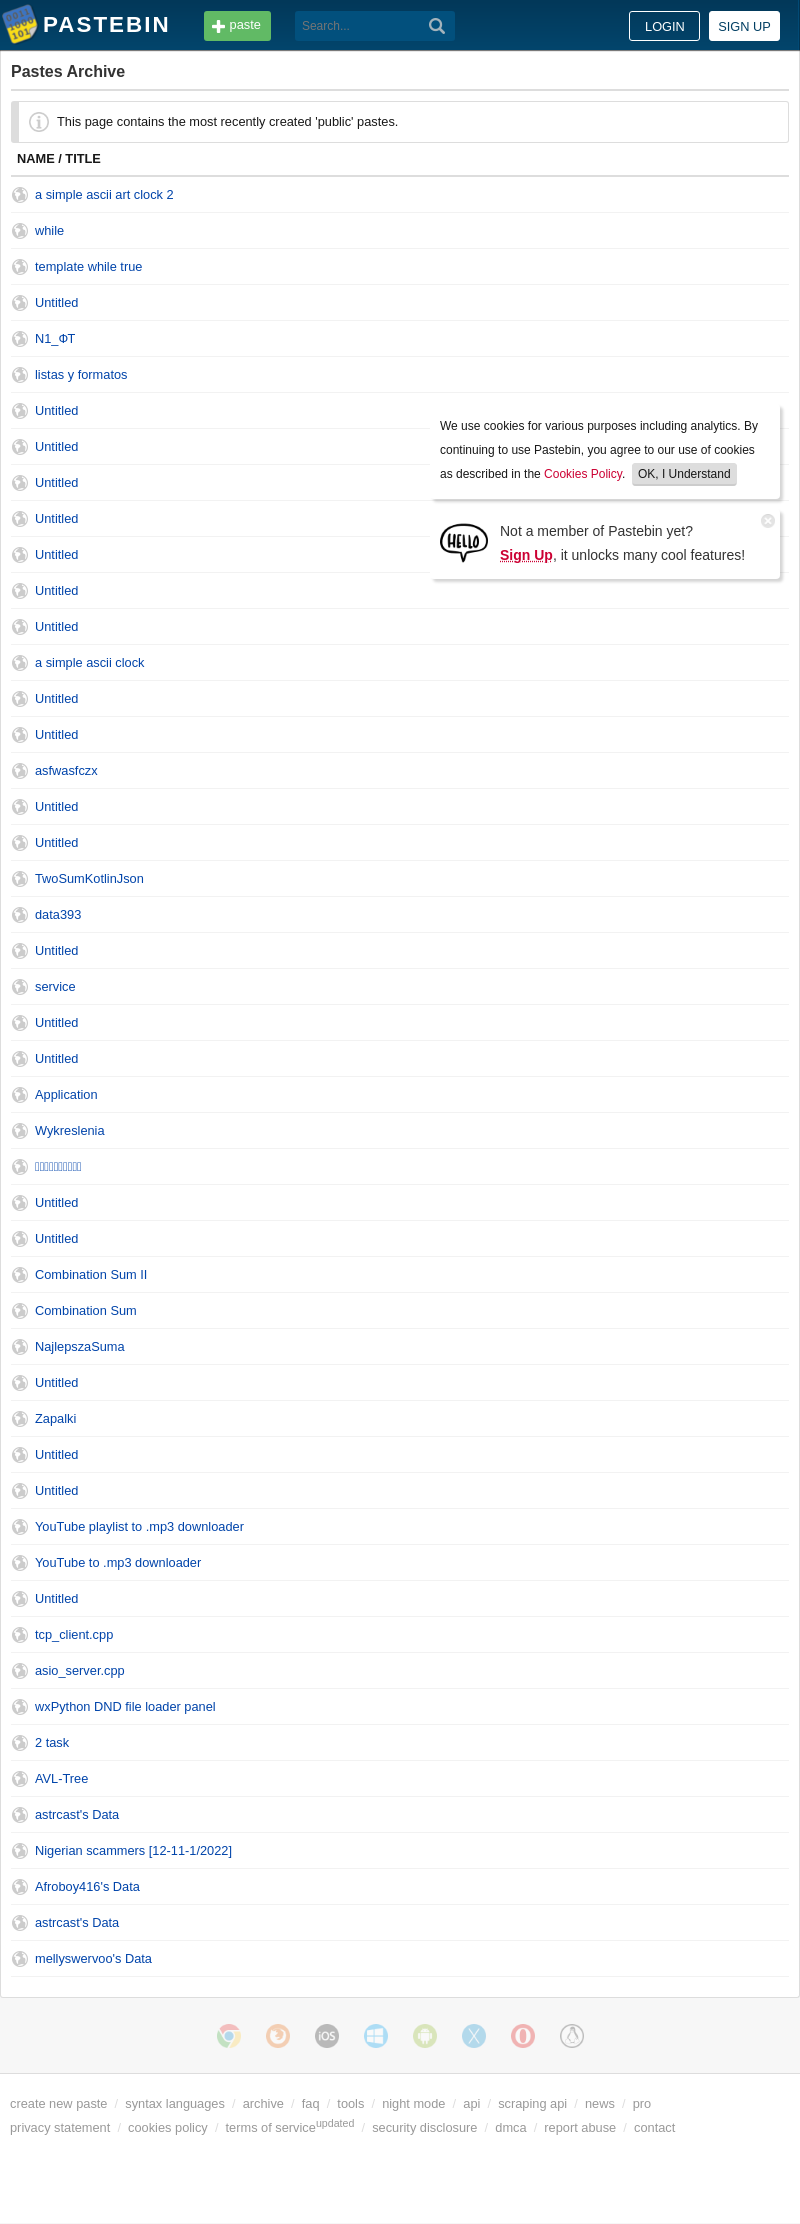 PASTEBIN
paste
Search...
LOGIN
SIGN UP
Pastes Archive
This page contains the most recently created 'public' pastes.
NAME / TITLE
a simple ascii art clock 2
while
template while true
Untitled
N1_ФТ
listas y formatos
Untitled
Untitled
Untitled
Untitled
Untitled
Untitled
Untitled
a simple ascii clock
Untitled
Untitled
asfwasfczx
Untitled
Untitled
TwoSumKotlinJson
data393
Untitled
service
Untitled
Untitled
Application
Wykreslenia
Untitled
Untitled
Combination Sum II
Combination Sum
NajlepszaSuma
Untitled
Zapalki
Untitled
Untitled
YouTube playlist to .mp3 downloader
YouTube to .mp3 downloader
Untitled
tcp_client.cpp
asio_server.cpp
wxPython DND file loader panel
2 task
AVL-Tree
astrcast's Data
Nigerian scammers [12-11-1/2022]
Afroboy416's Data
astrcast's Data
mellyswervoo's Data
We use cookies for various purposes including analytics. By
continuing to use Pastebin, you agree to our use of cookies
as described in the Cookies Policy. OK, I Understand
HELLO
Not a member of Pastebin yet?
Sign Up, it unlocks many cool features!
iOS
create new paste / syntax languages / archive / faq / tools / night mode / api / scraping api / news / pro
privacy statement / cookies policy / terms of service updated / security disclosure / dmca / report abuse / contact